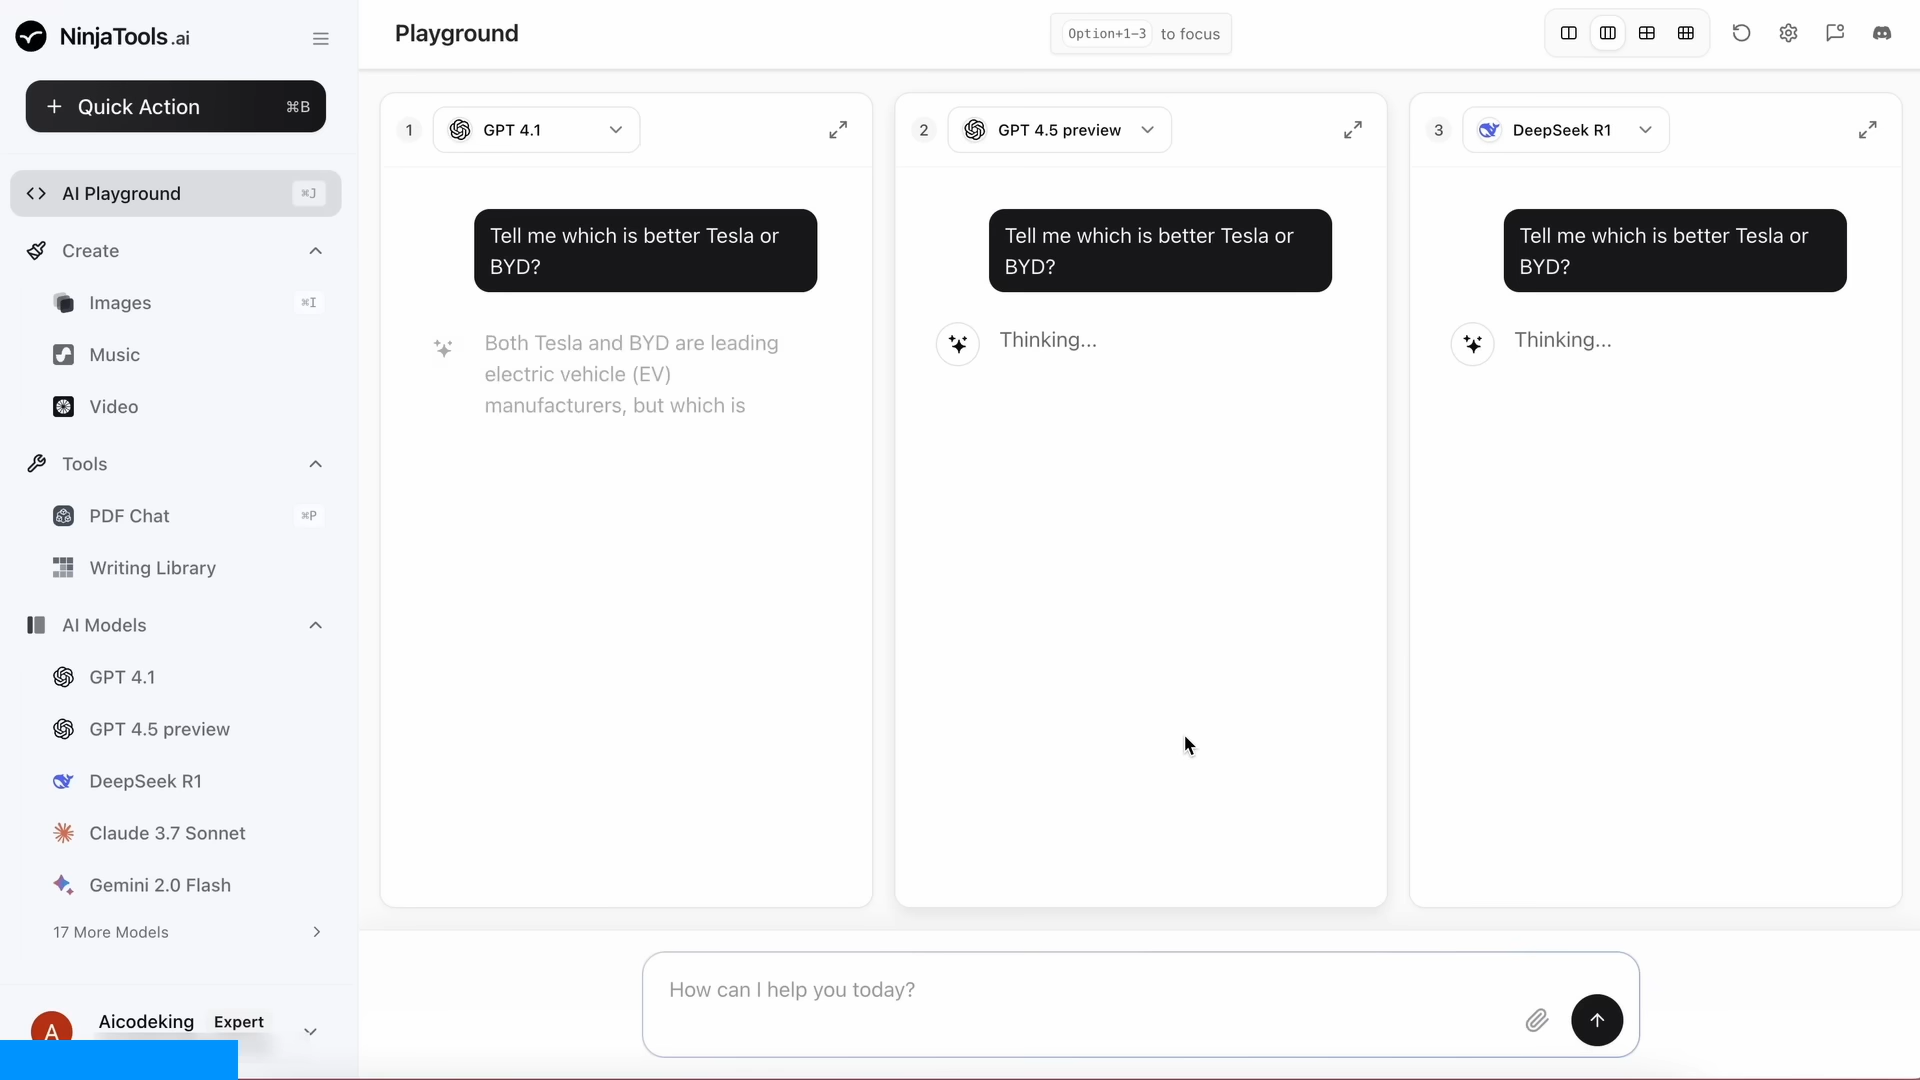 NinjaTools.ai
Quick Action ⌘B
AI Playground ⌘J
Create
Images ⌘I
Music
Video
Tools
PDF Chat ⌘P
Writing Library
AI Models
GPT 4.1
GPT 4.5 preview
DeepSeek R1
Claude 3.7 Sonnet
Gemini 2.0 Flash
17 More Models
A Aicodeking Expert
Playground
Option+1-3 to focus
1 GPT 4.1
Tell me which is better Tesla or
BYD?
Both Tesla and BYD are leading
electric vehicle (EV)
manufacturers, but which is
2 GPT 4.5 preview
Tell me which is better Tesla or
BYD?
Thinking...
3 DeepSeek R1
Tell me which is better Tesla or
BYD?
Thinking...
How can I help you today?